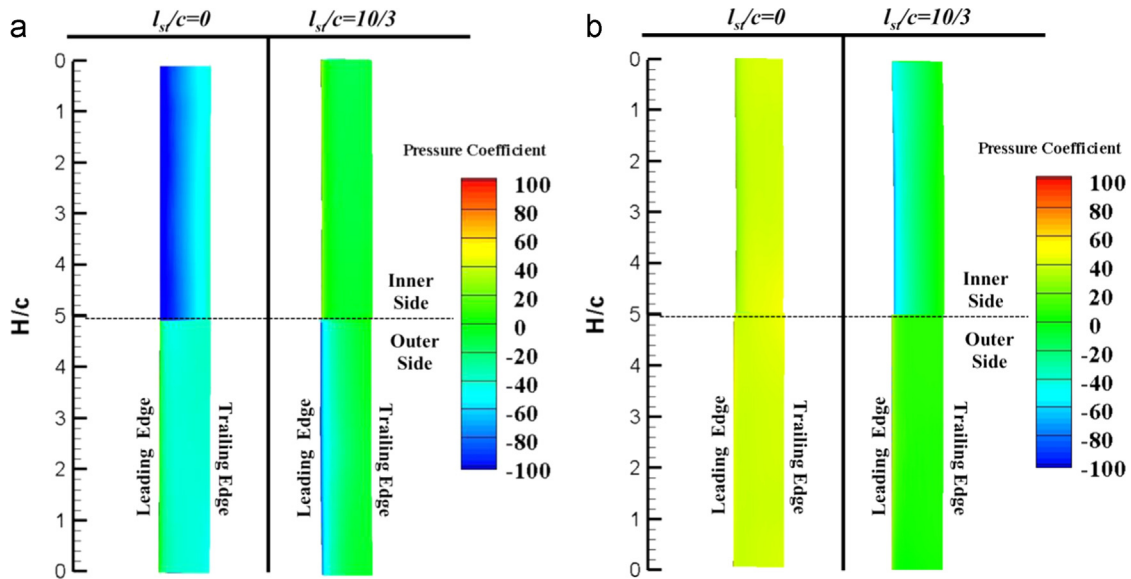 a
l_st/c=0
l_st/c=10/3
H/c
0
1
2
3
4
5
4
3
2
1
0
Leading Edge
Trailing Edge
Leading Edge
Trailing Edge
Inner
Side
Outer
Side
Pressure Coefficient
100
80
60
40
20
0
-20
-40
-60
-80
-100
b
l_st/c=0
l_st/c=10/3
H/c
0
1
2
3
4
5
4
3
2
1
0
Leading Edge
Trailing Edge
Leading Edge
Trailing Edge
Inner
Side
Outer
Side
Pressure Coefficient
100
80
60
40
20
0
-20
-40
-60
-80
-100